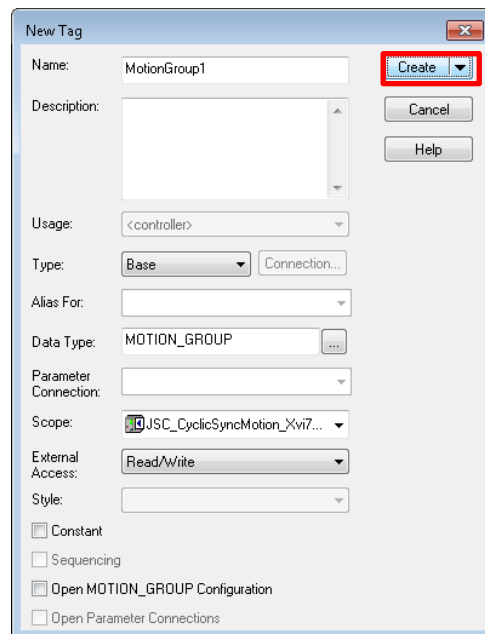 New Tag
Name: MotionGroup1 Create
Description: Cancel
Help
Usage: <controller>
Type: Base Connection...
Alias For:
Data Type: MOTION_GROUP ...
Parameter
Connection:
Scope: JSC_CyclicSyncMotion_Xvi7...
External
Access: Read/Write
Style:
Constant
Sequencing
Open MOTION_GROUP Configuration
Open Parameter Connections